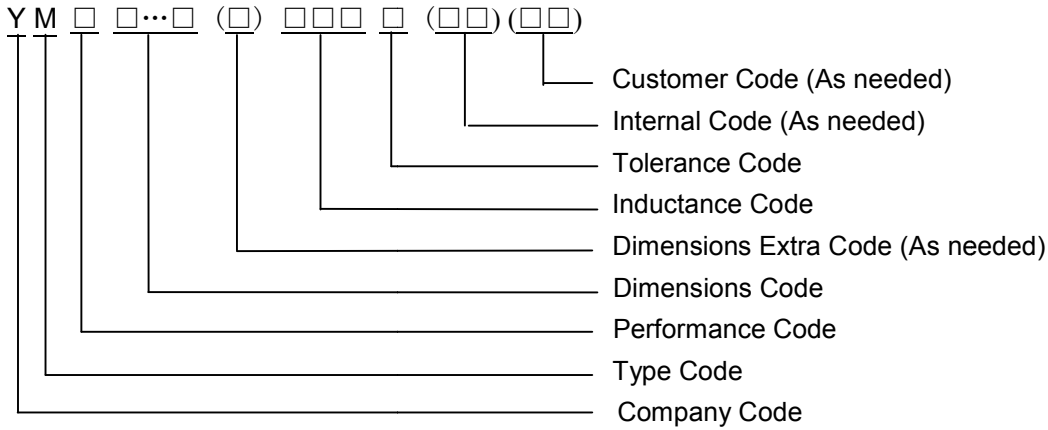 Y M □ □…□ (□) □□□ □ (□□) (□□)
Customer Code (As needed)
Internal Code (As needed)
Tolerance Code
Inductance Code
Dimensions Extra Code (As needed)
Dimensions Code
Performance Code
Type Code
Company Code